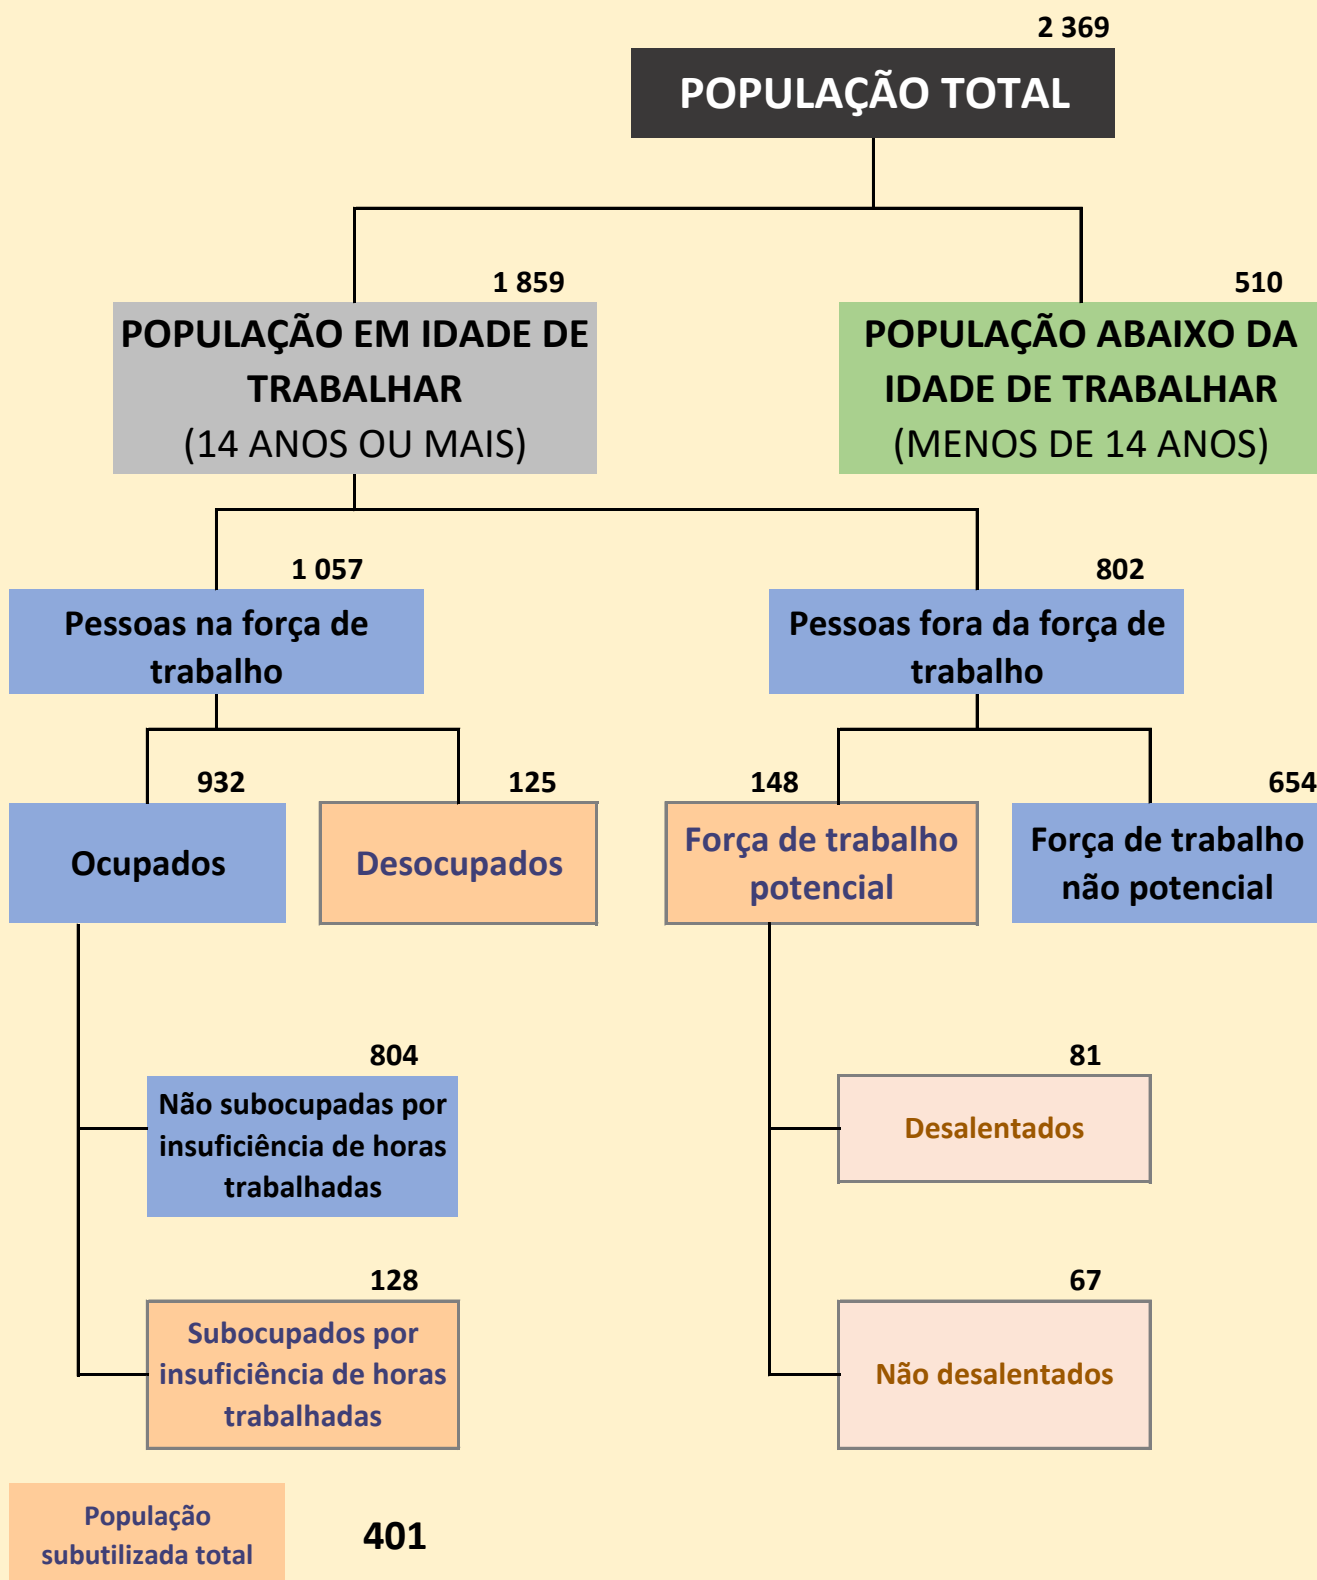 2 369
POPULAÇÃO TOTAL
1 859
POPULAÇÃO EM IDADE DE
TRABALHAR
(14 ANOS OU MAIS)
510
POPULAÇÃO ABAIXO DA
IDADE DE TRABALHAR
(MENOS DE 14 ANOS)
1 057
Pessoas na força de
trabalho
802
Pessoas fora da força de
trabalho
932
Ocupados
125
Desocupados
148
Força de trabalho
potencial
654
Força de trabalho
não potencial
804
Não subocupadas por
insuficiência de horas
trabalhadas
81
Desalentados
128
Subocupados por
insuficiência de horas
trabalhadas
67
Não desalentados
População
subutilizada total
401